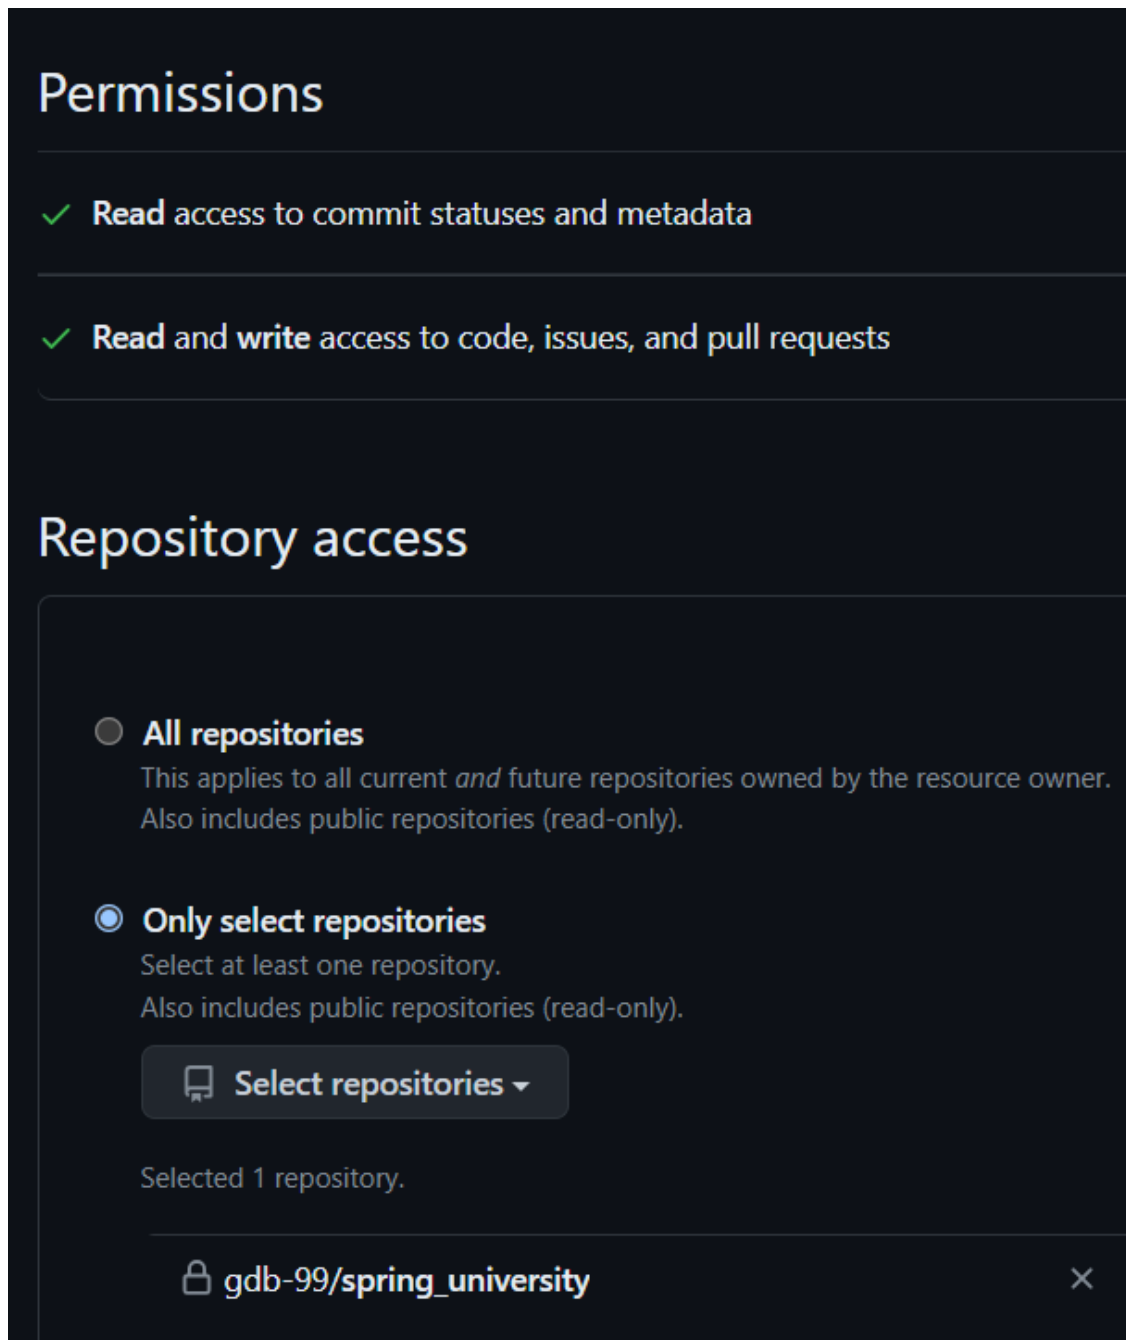 Permissions
Read access to commit statuses and metadata
Read and write access to code, issues, and pull requests
Repository access
All repositories
This applies to all current and future repositories owned by the resource owner.
Also includes public repositories (read-only).
Only select repositories
Select at least one repository.
Also includes public repositories (read-only).
Select repositories
Selected 1 repository.
gdb-99/spring_university